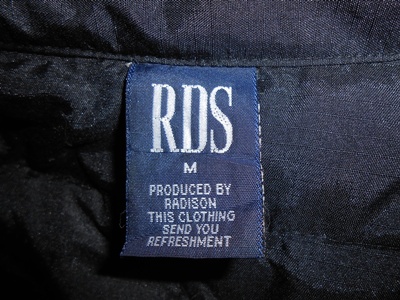 RDS
M
PRODUCED BY
RADISON
THIS CLOTHING
SEND YOU
REFRESHMENT